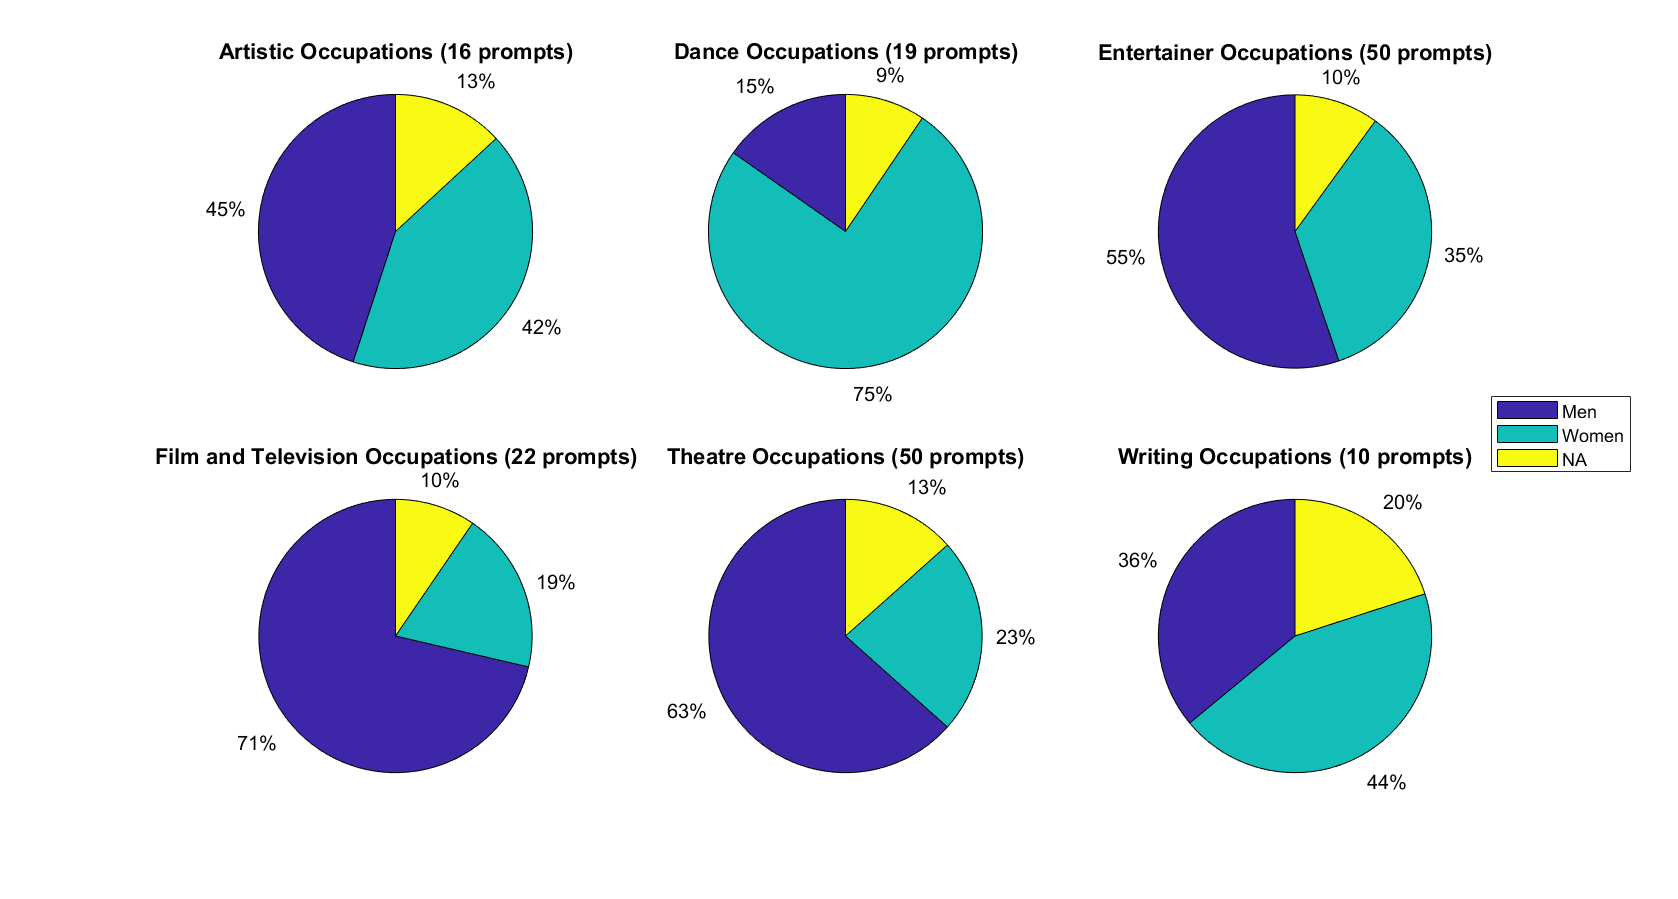 Artistic Occupations (16 prompts)
13%
45%
42%
Dance Occupations (19 prompts)
9%
15%
75%
Entertainer Occupations (50 prompts)
10%
55%
35%
Men
Women
NA
Film and Television Occupations (22 prompts)
10%
19%
71%
Theatre Occupations (50 prompts)
13%
23%
63%
Writing Occupations (10 prompts)
20%
36%
44%